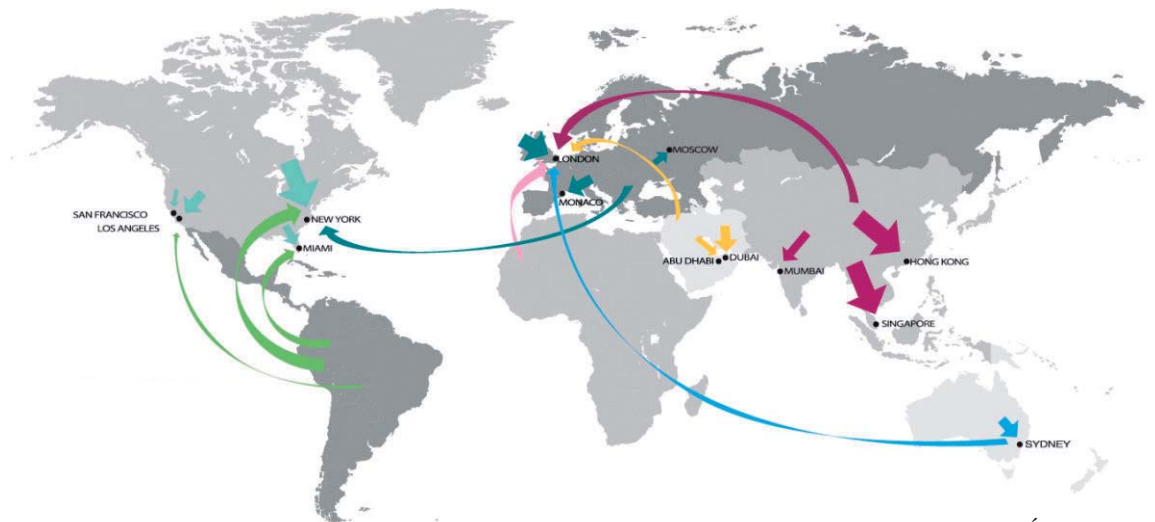 LONDON
MOSCOW
MONACO
SAN FRANCISCO
LOS ANGELES
NEW YORK
MIAMI
ABU DHABI
DUBAI
MUMBAI
HONG KONG
SINGAPORE
SYDNEY